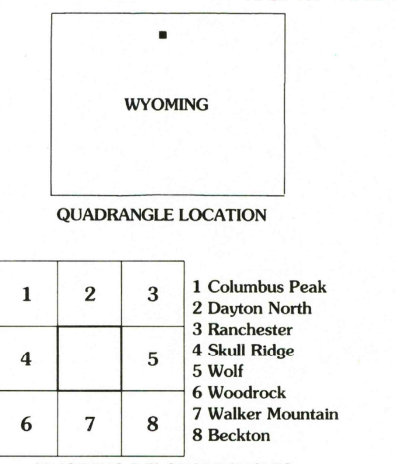 WYOMING
QUADRANGLE LOCATION
1 2 3
4 5
6 7 8
1 Columbus Peak
2 Dayton North
3 Ranchester
4 Skull Ridge
5 Wolf
6 Woodrock
7 Walker Mountain
8 Beckton